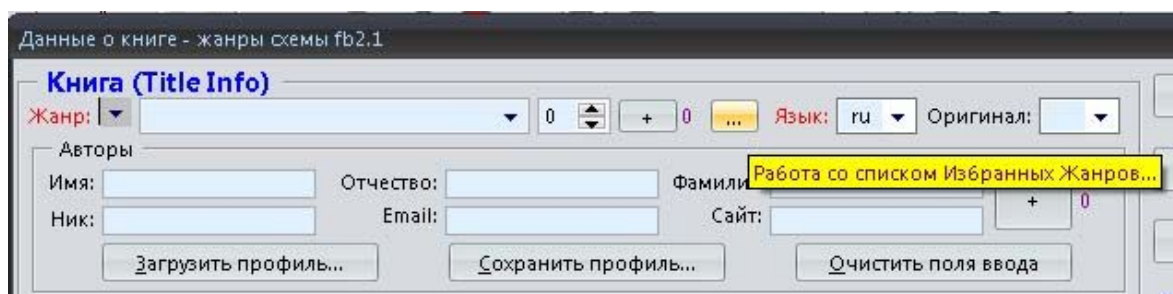 Данные о книге - жанры схемы fb2.1
Книга (Title Info)
Жанр: 0 + 0 ... Язык: ru Оригинал:
Авторы
Работа со списком Избранных Жанров...
Имя: Отчество:
Ник: Email: Сайт: + 0
Загрузить профиль... Сохранить профиль... Очистить поля ввода